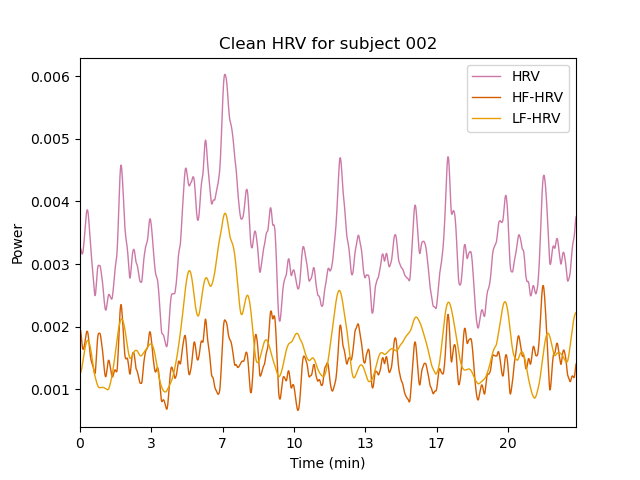 Clean HRV for subject 002
HRV
HF-HRV
LF-HRV
0.006
0.005
0.004
0.003
0.002
0.001
Power
0 3 7 10 13 17 20
Time (min)